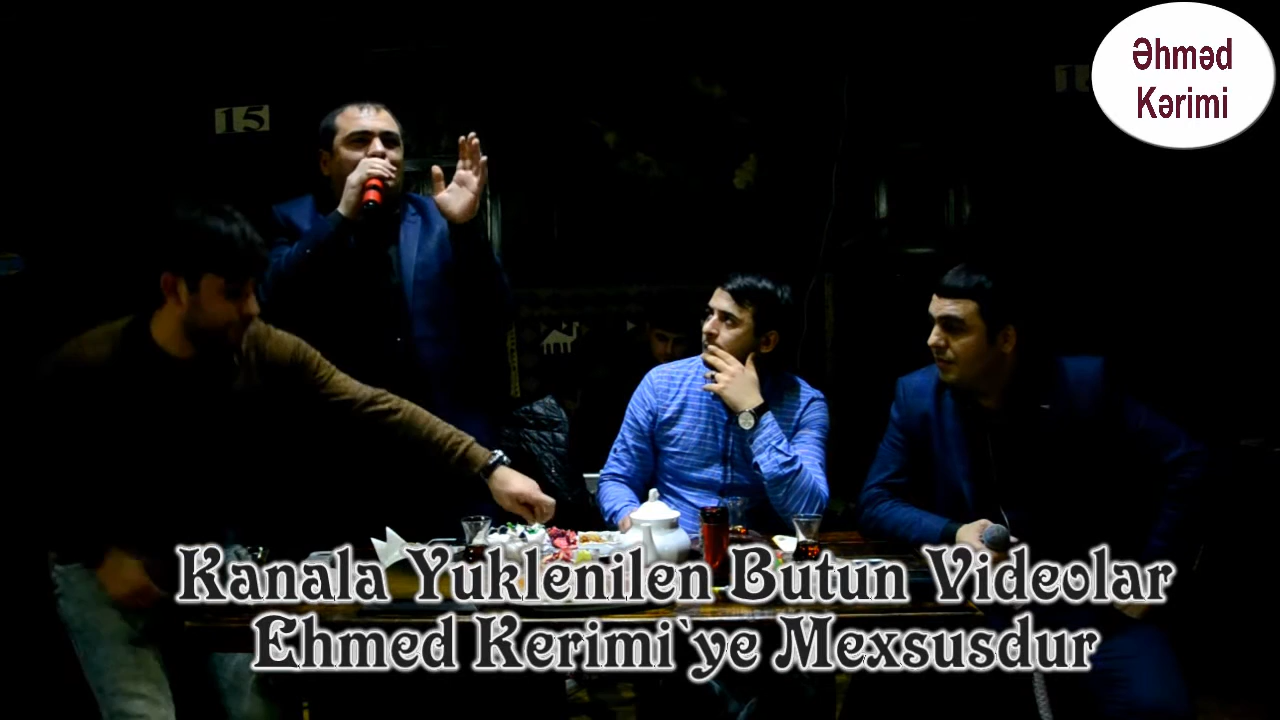 Əhməd
Kərimi
15
Kanala Yuklenilen Butun Videolar
Ehmed Kerimi`ye Mexsusdur